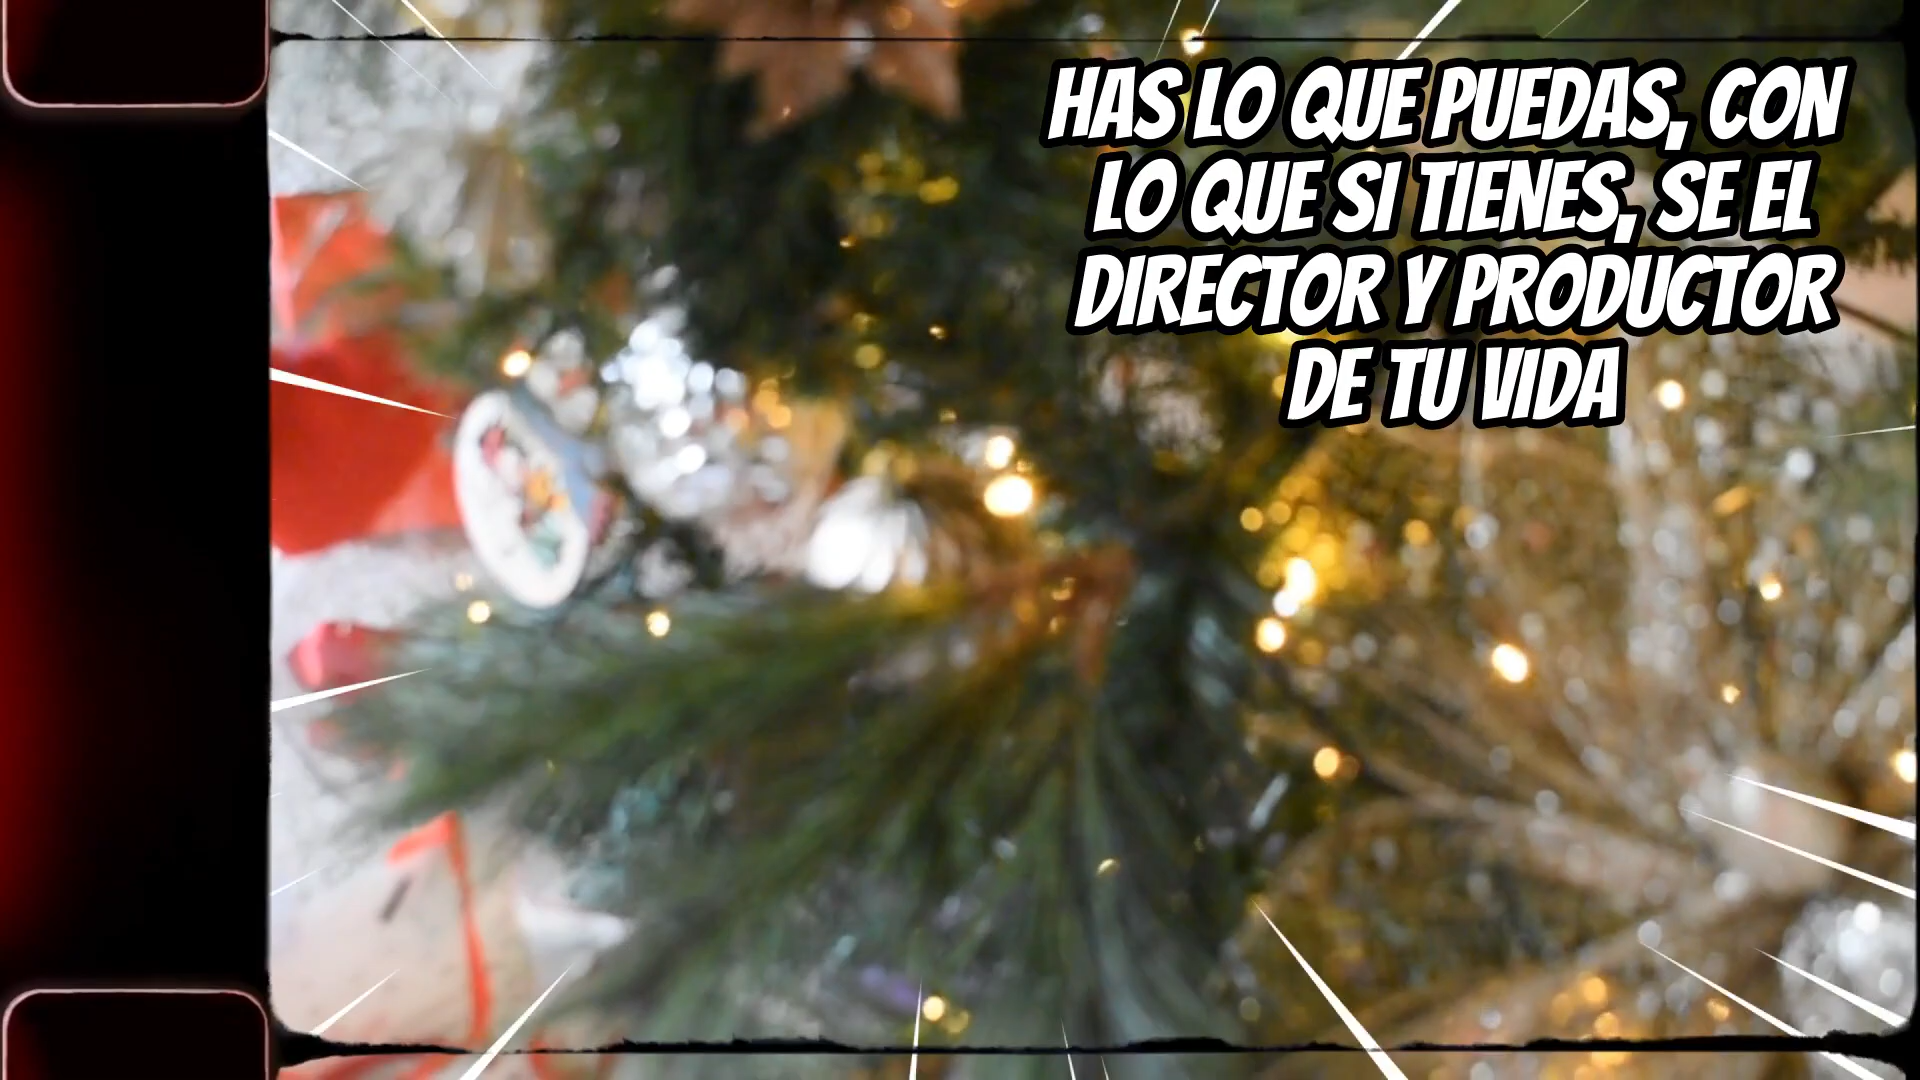 HAS LO QUE PUEDAS, CON
LO QUE SI TIENES, SE EL
DIRECTOR Y PRODUCTOR
DE TU VIDA